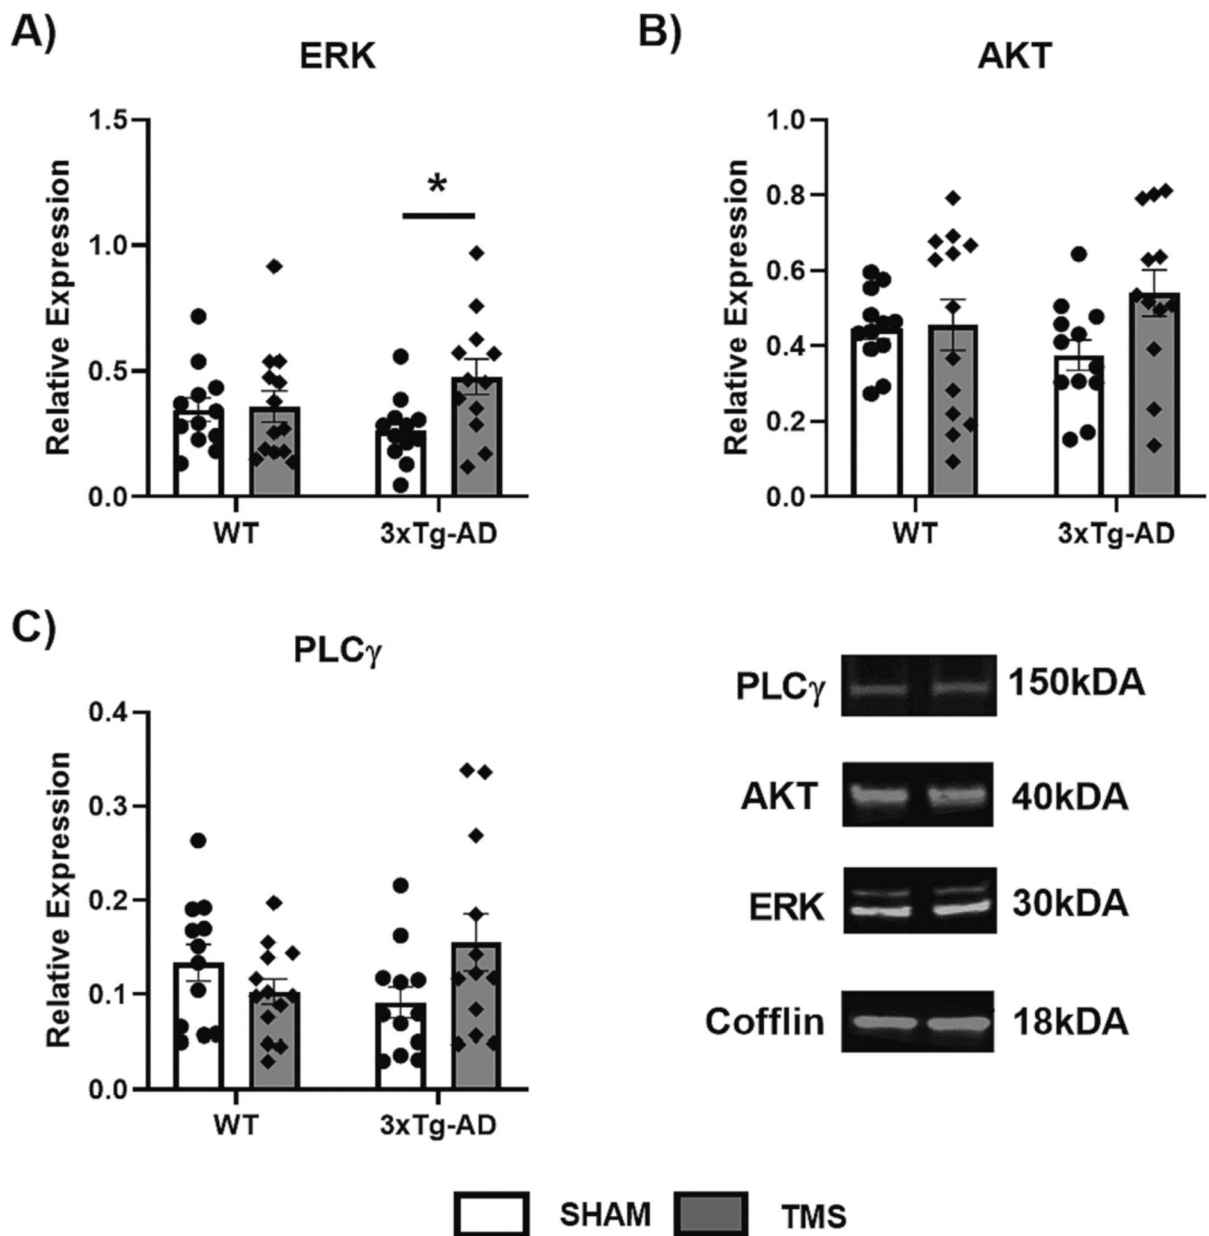 A)
ERK
Relative Expression
1.5
1.0
0.5
0.0
*
WT
3xTg-AD
B)
AKT
Relative Expression
1.0
0.8
0.6
0.4
0.2
0.0
WT
3xTg-AD
C)
PLCγ
Relative Expression
0.4
0.3
0.2
0.1
0.0
WT
3xTg-AD
PLCγ 150kDA
AKT 40kDA
ERK 30kDA
Cofflin 18kDA
SHAM TMS